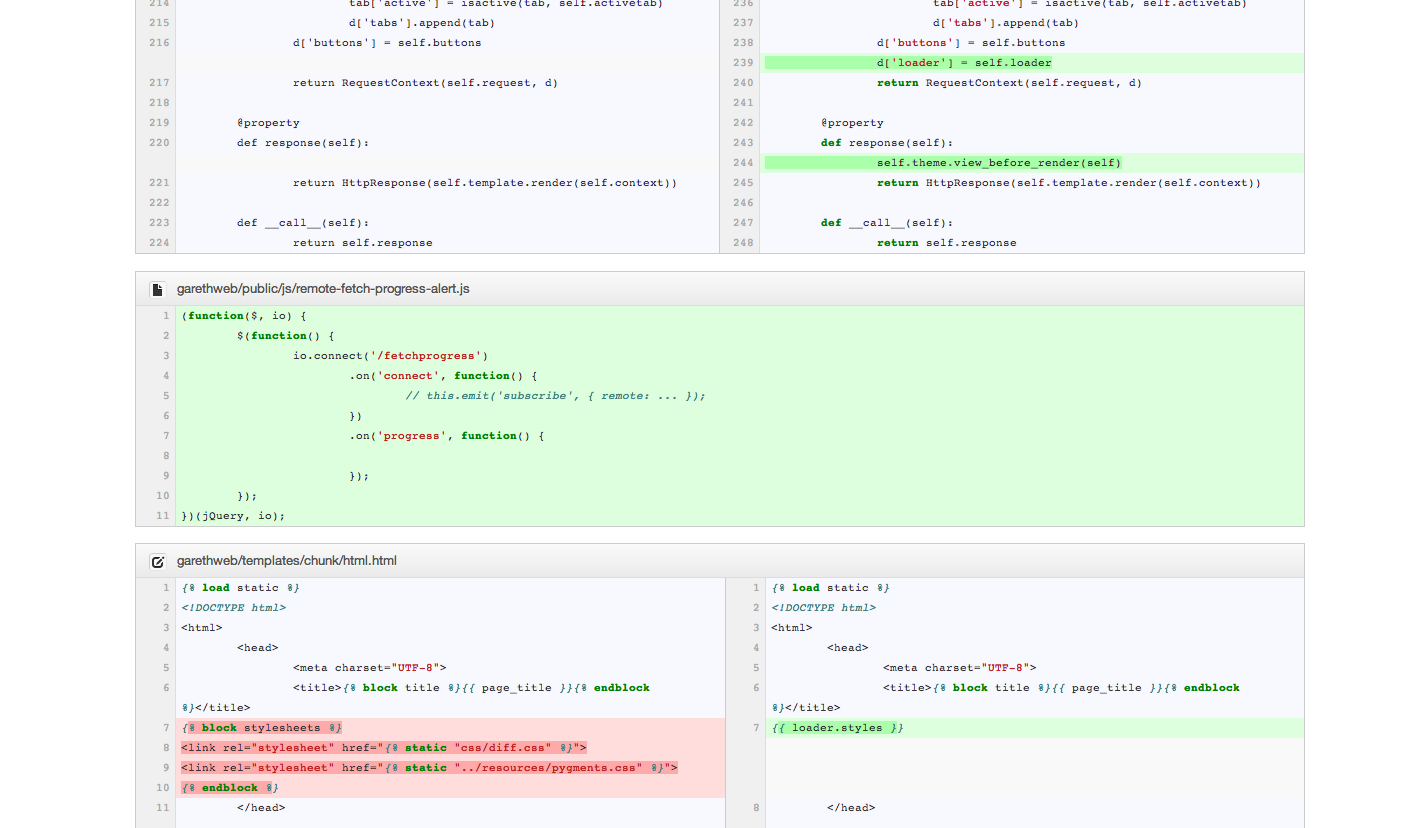 214 tab['active'] = isactive(tab, self.activetab) 236 tab['active'] = isactive(tab, self.activetab)
215 d['tabs'].append(tab) 237 d['tabs'].append(tab)
216 d['buttons'] = self.buttons 238 d['buttons'] = self.buttons
239 d['loader'] = self.loader
217 return RequestContext(self.request, d) 240 return RequestContext(self.request, d)
218 241
219 @property 242 @property
220 def response(self): 243 def response(self):
244 self.theme.view_before_render(self)
221 return HttpResponse(self.template.render(self.context)) 245 return HttpResponse(self.template.render(self.context))
222 246
223 def __call__(self): 247 def __call__(self):
224 return self.response 248 return self.response
garethweb/public/js/remote-fetch-progress-alert.js
1 (function($, io) {
2 $(function() {
3 io.connect('/fetchprogress')
4 .on('connect', function() {
5 // this.emit('subscribe', { remote: ... });
6 })
7 .on('progress', function() {
8
9 });
10 });
11 })(jQuery, io);
garethweb/templates/chunk/html.html
1 {% load static %} 1 {% load static %}
2 <!DOCTYPE html> 2 <!DOCTYPE html>
3 <html> 3 <html>
4 <head> 4 <head>
5 <meta charset="UTF-8"> 5 <meta charset="UTF-8">
6 <title>{% block title %}{{ page_title }}{% endblock 6 <title>{% block title %}{{ page_title }}{% endblock
%}</title> %}</title>
7 {% block stylesheets %} 7 {{ loader.styles }}
8 <link rel="stylesheet" href="{% static "css/diff.css" %}">
9 <link rel="stylesheet" href="{% static "../resources/pygments.css" %}">
10 {% endblock %}
11 </head> 8 </head>